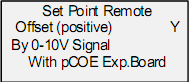 Set Point Remote
Offset (positive) Y
By 0-10V Signal
With pCOE Exp.Board